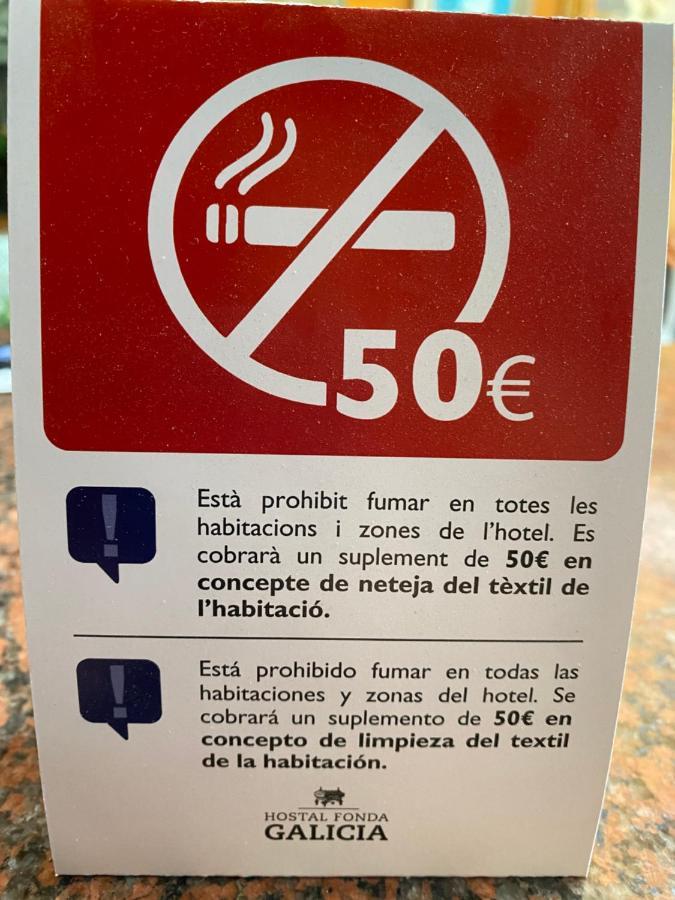 50€
Està prohibit fumar en totes les
habitacions i zones de l'hotel. Es
cobrarà un suplement de 50€ en
concepte de neteja del tèxtil de
l'habitació.
Está prohibido fumar en todas las
habitaciones y zonas del hotel. Se
cobrará un suplemento de 50€ en
concepto de limpieza del textil
de la habitación.
HOSTAL FONDA
GALICIA